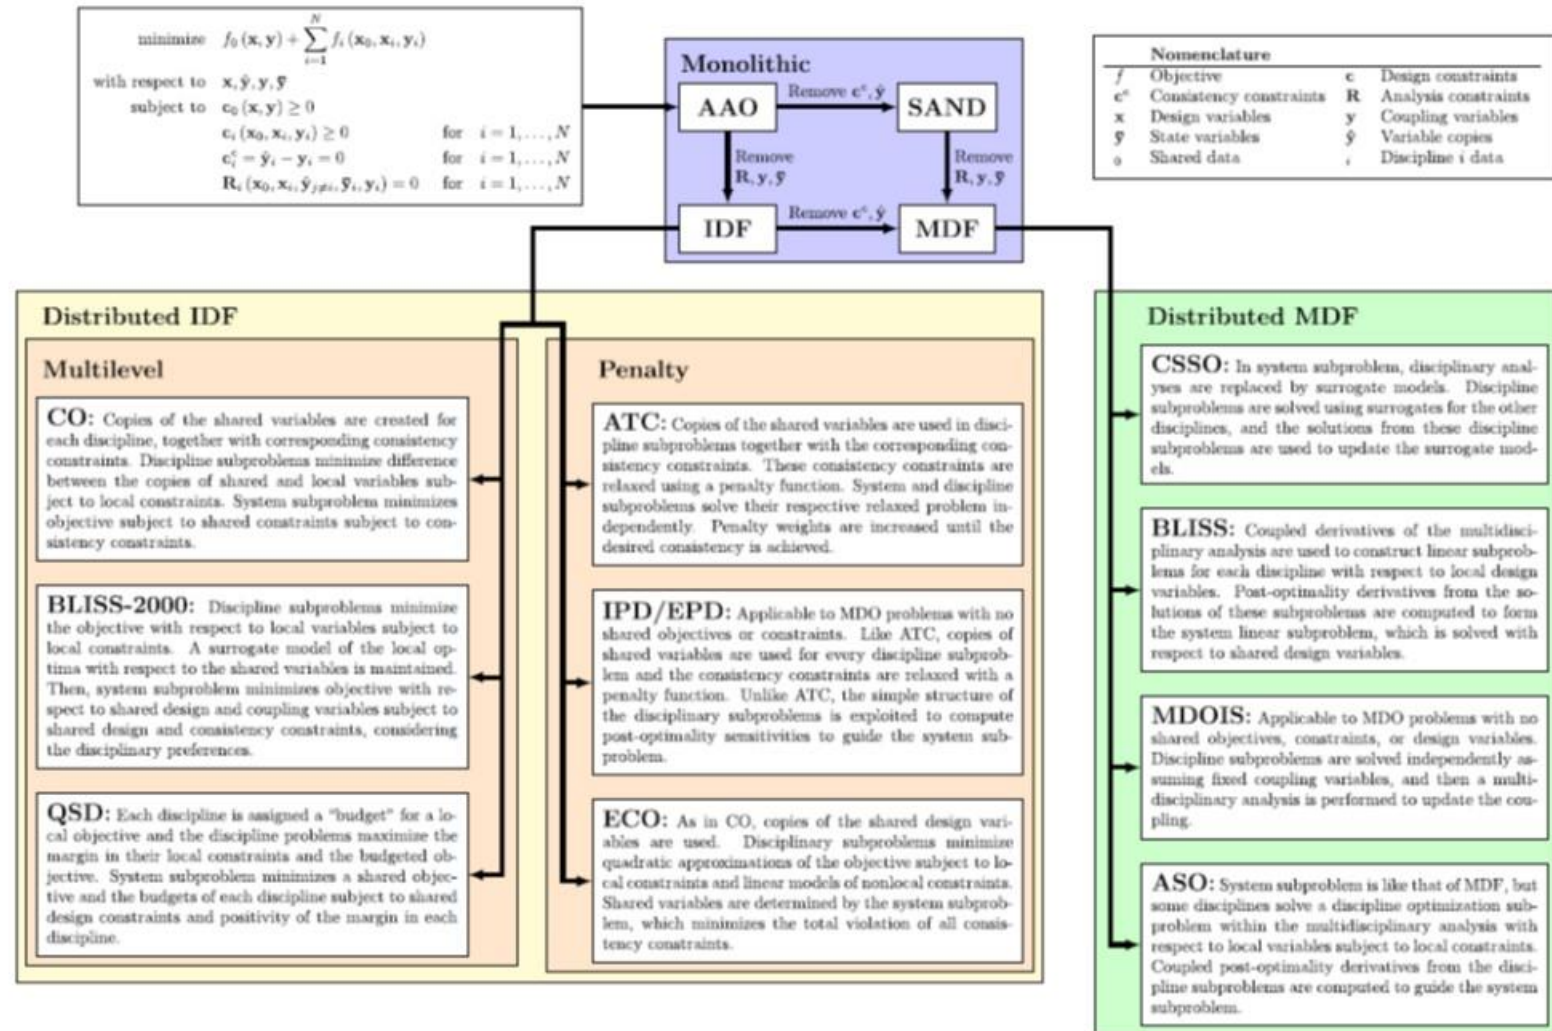 minimize f₀ (x, y) + ∑ᵢ₌₁ᴺ fᵢ (x₀, xᵢ, yᵢ)
with respect to x, ŷ, y, ȳ
subject to c₀ (x, y) ≥ 0
cᵢ (x₀, xᵢ, yᵢ) ≥ 0 for i = 1, . . . , N
cᵢᶜ = ŷᵢ − yᵢ = 0 for i = 1, . . . , N
Rᵢ (x₀, xᵢ, ŷⱼ≠ᵢ, ȳᵢ, yᵢ) = 0 for i = 1, . . . , N
Monolithic
AAO
Remove cᶜ, ŷ
SAND
Remove
R, y, ȳ
Remove
R, y, ȳ
IDF
Remove cᶜ, ŷ
MDF
Nomenclature
f Objective c Design constraints
cᶜ Consistency constraints R Analysis constraints
x Design variables y Coupling variables
ȳ State variables ŷ Variable copies
₀ Shared data ᵢ Discipline i data
Distributed IDF
Multilevel
CO: Copies of the shared variables are created for
each discipline, together with corresponding consistency
constraints. Discipline subproblems minimize difference
between the copies of shared and local variables sub-
ject to local constraints. System subproblem minimizes
objective subject to shared constraints subject to con-
sistency constraints.
BLISS-2000: Discipline subproblems minimize
the objective with respect to local variables subject to
local constraints. A surrogate model of the local op-
tima with respect to the shared variables is maintained.
Then, system subproblem minimizes objective with re-
spect to shared design and coupling variables subject to
shared design and consistency constraints, considering
the disciplinary preferences.
QSD: Each discipline is assigned a "budget" for a lo-
cal objective and the discipline problems maximize the
margin in their local constraints and the budgeted ob-
jective. System subproblem minimizes a shared objec-
tive and the budgets of each discipline subject to shared
design constraints and positivity of the margin in each
discipline.
Penalty
ATC: Copies of the shared variables are used in disci-
pline subproblems together with the corresponding con-
sistency constraints. These consistency constraints are
relaxed using a penalty function. System and discipline
subproblems solve their respective relaxed problem in-
dependently. Penalty weights are increased until the
desired consistency is achieved.
IPD/EPD: Applicable to MDO problems with no
shared objectives or constraints. Like ATC, copies of
shared variables are used for every discipline subprob-
lem and the consistency constraints are relaxed with a
penalty function. Unlike ATC, the simple structure of
the disciplinary subproblems is exploited to compute
post-optimality sensitivities to guide the system sub-
problem.
ECO: As in CO, copies of the shared design vari-
ables are used. Disciplinary subproblems minimize
quadratic approximations of the objective subject to lo-
cal constraints and linear models of nonlocal constraints.
Shared variables are determined by the system subprob-
lem, which minimizes the total violation of all consis-
tency constraints.
Distributed MDF
CSSO: In system subproblem, disciplinary anal-
yses are replaced by surrogate models. Discipline
subproblems are solved using surrogates for the other
disciplines, and the solutions from these discipline
subproblems are used to update the surrogate mod-
els.
BLISS: Coupled derivatives of the multidisci-
plinary analysis are used to construct linear subprob-
lems for each discipline with respect to local design
variables. Post-optimality derivatives from the so-
lutions of these subproblems are computed to form
the system linear subproblem, which is solved with
respect to shared design variables.
MDOIS: Applicable to MDO problems with no
shared objectives, constraints, or design variables.
Discipline subproblems are solved independently as-
suming fixed coupling variables, and then a multi-
disciplinary analysis is performed to update the cou-
pling.
ASO: System subproblem is like that of MDF, but
some disciplines solve a discipline optimization sub-
problem within the multidisciplinary analysis with
respect to local variables subject to local constraints.
Coupled post-optimality derivatives from the disci-
pline subproblems are computed to guide the system
subproblem.